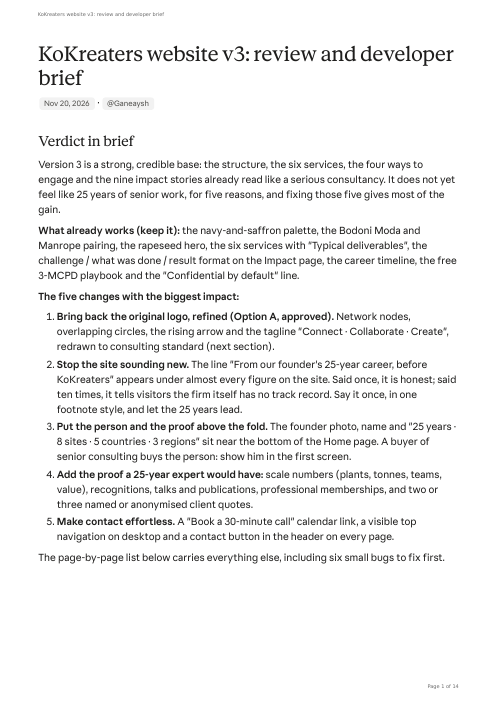 KoKreaters website v3: review and developer brief
KoKreaters website v3: review and developer
brief
Nov 20, 2026 · @Ganeaysh
Verdict in brief
Version 3 is a strong, credible base: the structure, the six services, the four ways to
engage and the nine impact stories already read like a serious consultancy. It does not yet
feel like 25 years of senior work, for five reasons, and fixing those five gives most of the
gain.
What already works (keep it): the navy-and-saffron palette, the Bodoni Moda and
Manrope pairing, the rapeseed hero, the six services with "Typical deliverables", the
challenge / what was done / result format on the Impact page, the career timeline, the free
3-MCPD playbook and the "Confidential by default" line.
The five changes with the biggest impact:
1. Bring back the original logo, refined (Option A, approved). Network nodes,
overlapping circles, the rising arrow and the tagline "Connect · Collaborate · Create",
redrawn to consulting standard (next section).
2. Stop the site sounding new. The line "From our founder's 25-year career, before
KoKreaters" appears under almost every figure on the site. Said once, it is honest; said
ten times, it tells visitors the firm itself has no track record. Say it once, in one
footnote style, and let the 25 years lead.
3. Put the person and the proof above the fold. The founder photo, name and "25 years ·
8 sites · 5 countries · 3 regions" sit near the bottom of the Home page. A buyer of
senior consulting buys the person: show him in the first screen.
4. Add the proof a 25-year expert would have: scale numbers (plants, tonnes, teams,
value), recognitions, talks and publications, professional memberships, and two or
three named or anonymised client quotes.
5. Make contact effortless. A "Book a 30-minute call" calendar link, a visible top
navigation on desktop and a contact button in the header on every page.
The page-by-page list below carries everything else, including six small bugs to fix first.
Page 1 of 14